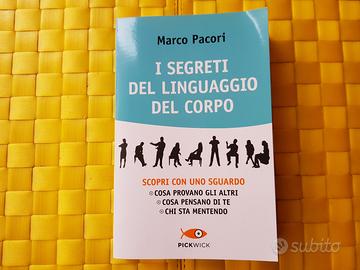 Marco Pacori
I SEGRETI
DEL LINGUAGGIO
DEL CORPO
SCOPRI CON UNO SGUARDO
COSA PROVANO GLI ALTRI
COSA PENSANO DI TE
CHI STA MENTENDO
PICKWICK
subito